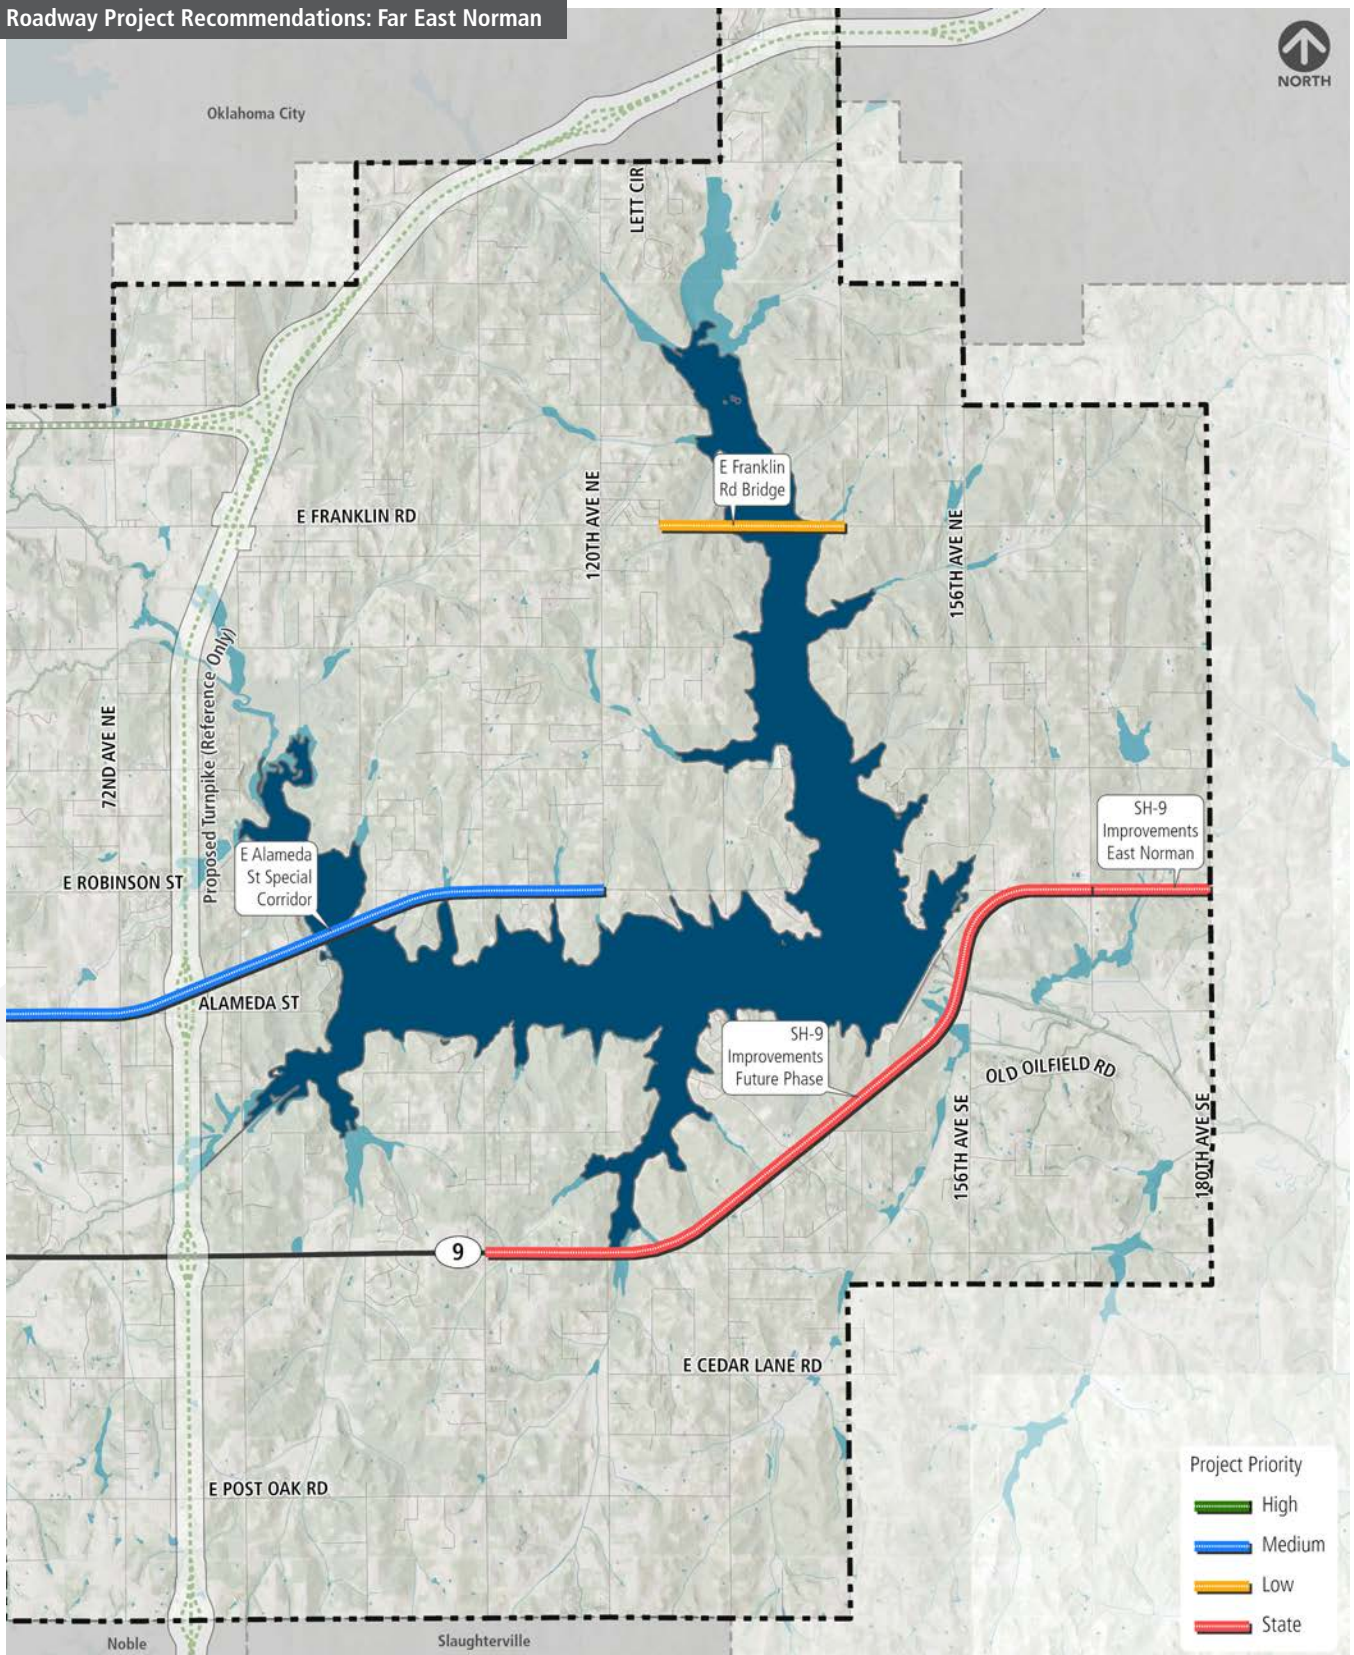 Roadway Project Recommendations: Far East Norman
NORTH
Oklahoma City
LETT CIR
E Franklin
Rd Bridge
E FRANKLIN RD
120TH AVE NE
156TH AVE NE
Proposed Turnpike (Reference Only)
72ND AVE NE
SH-9
Improvements
East Norman
E Alameda
St Special
Corridor
E ROBINSON ST
ALAMEDA ST
SH-9
Improvements
Future Phase
OLD OILFIELD RD
156TH AVE SE
180TH AVE SE
9
E CEDAR LANE RD
E POST OAK RD
Project Priority
High
Medium
Low
State
Noble
Slaughterville